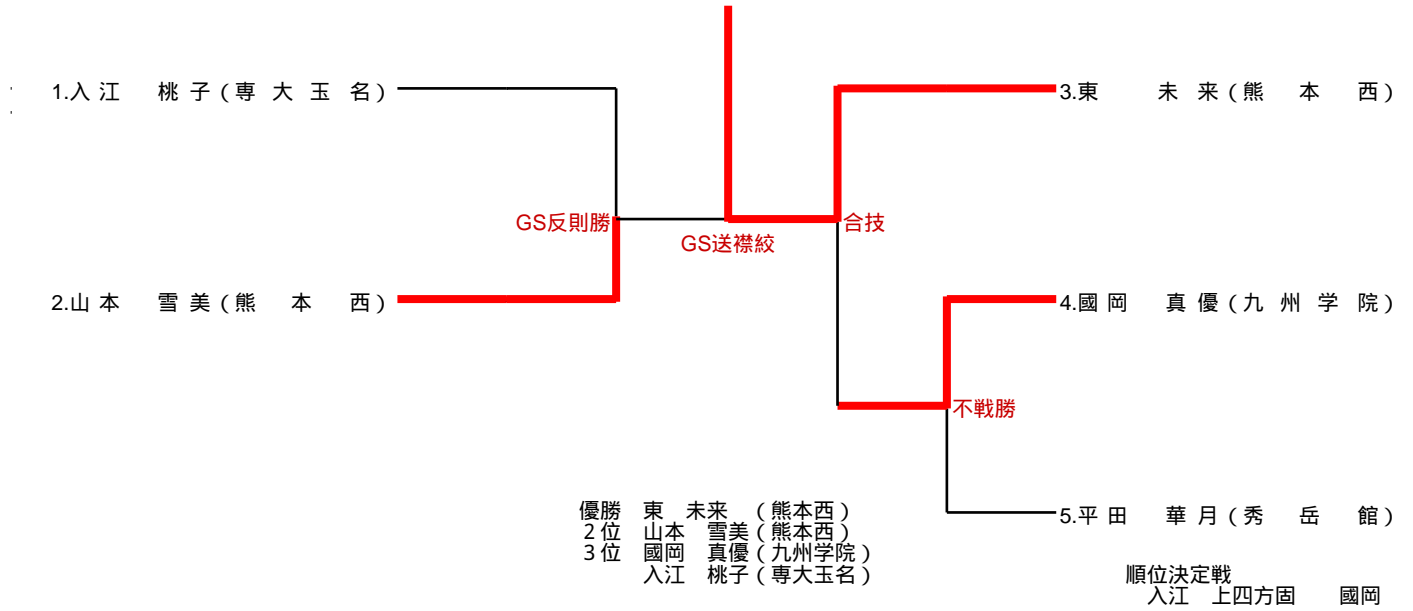 1.入江　桃子(専大玉名)
3.東　未来(熊本西)
GS反則勝
合技
GS送襟絞
2.山本　雪美(熊本西)
4.國岡　真優(九州学院)
不戦勝
5.平田　華月(秀岳館)
優勝　東　未来　(熊本西)
2位　山本　雪美(熊本西)
3位　國岡　真優(九州学院)
入江　桃子(専大玉名)
順位決定戦
入江　上四方固　國岡